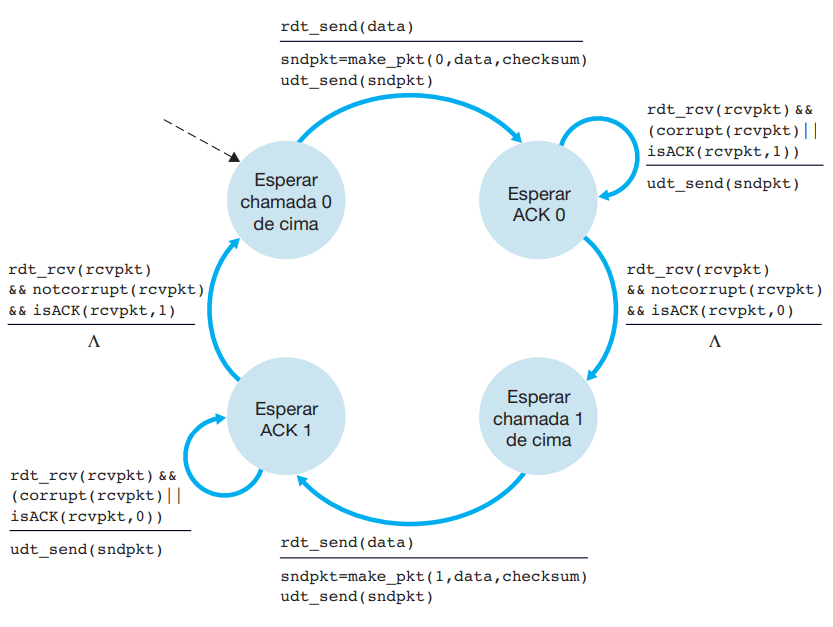 rdt_send(data)
sndpkt=make_pkt(0,data,checksum)
udt_send(sndpkt)
rdt_rcv(rcvpkt) &&
(corrupt(rcvpkt)||
isACK(rcvpkt,1))
udt_send(sndpkt)
Esperar
chamada 0
de cima
Esperar
ACK 0
rdt_rcv(rcvpkt)
&& notcorrupt(rcvpkt)
&& isACK(rcvpkt,1)
Λ
rdt_rcv(rcvpkt)
&& notcorrupt(rcvpkt)
&& isACK(rcvpkt,0)
Λ
Esperar
ACK 1
Esperar
chamada 1
de cima
rdt_rcv(rcvpkt) &&
(corrupt(rcvpkt)||
isACK(rcvpkt,0))
udt_send(sndpkt)
rdt_send(data)
sndpkt=make_pkt(1,data,checksum)
udt_send(sndpkt)